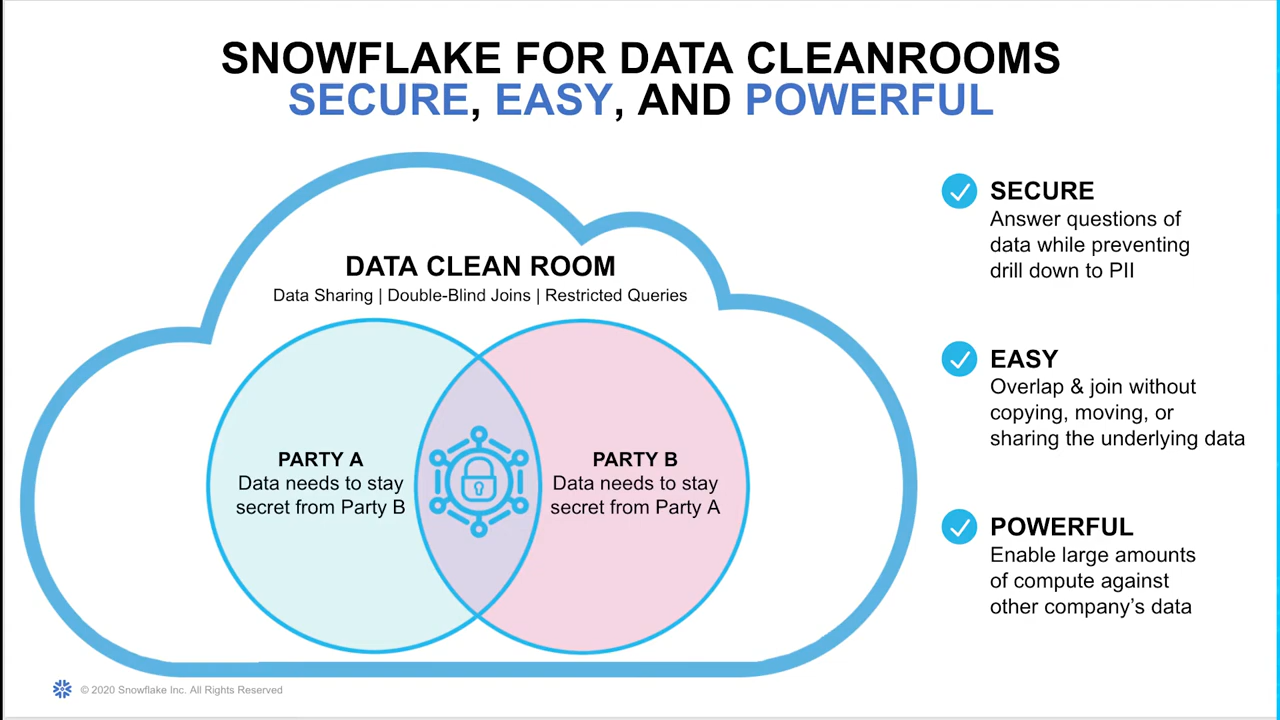 SNOWFLAKE FOR DATA CLEANROOMS
SECURE, EASY, AND POWERFUL
DATA CLEAN ROOM
Data Sharing | Double-Blind Joins | Restricted Queries
PARTY A
Data needs to stay
secret from Party B
PARTY B
Data needs to stay
secret from Party A
SECURE
Answer questions of
data while preventing
drill down to PII
EASY
Overlap & join without
copying, moving, or
sharing the underlying data
POWERFUL
Enable large amounts
of compute against
other company’s data
© 2020 Snowflake Inc. All Rights Reserved